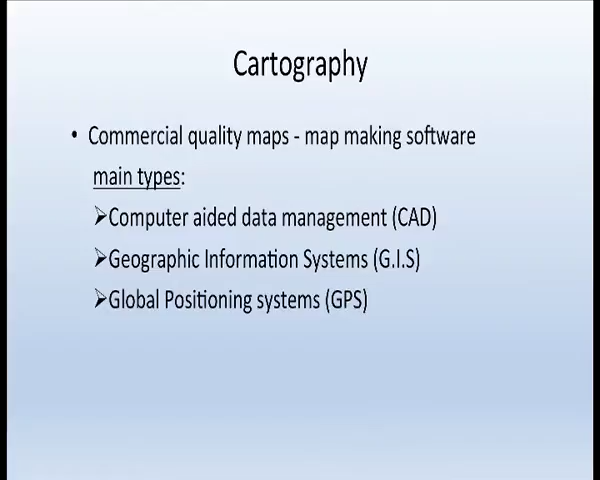 Cartography
• Commercial quality maps - map making software
main types:
➢Computer aided data management (CAD)
➢Geographic Information Systems (G.I.S)
➢Global Positioning systems (GPS)